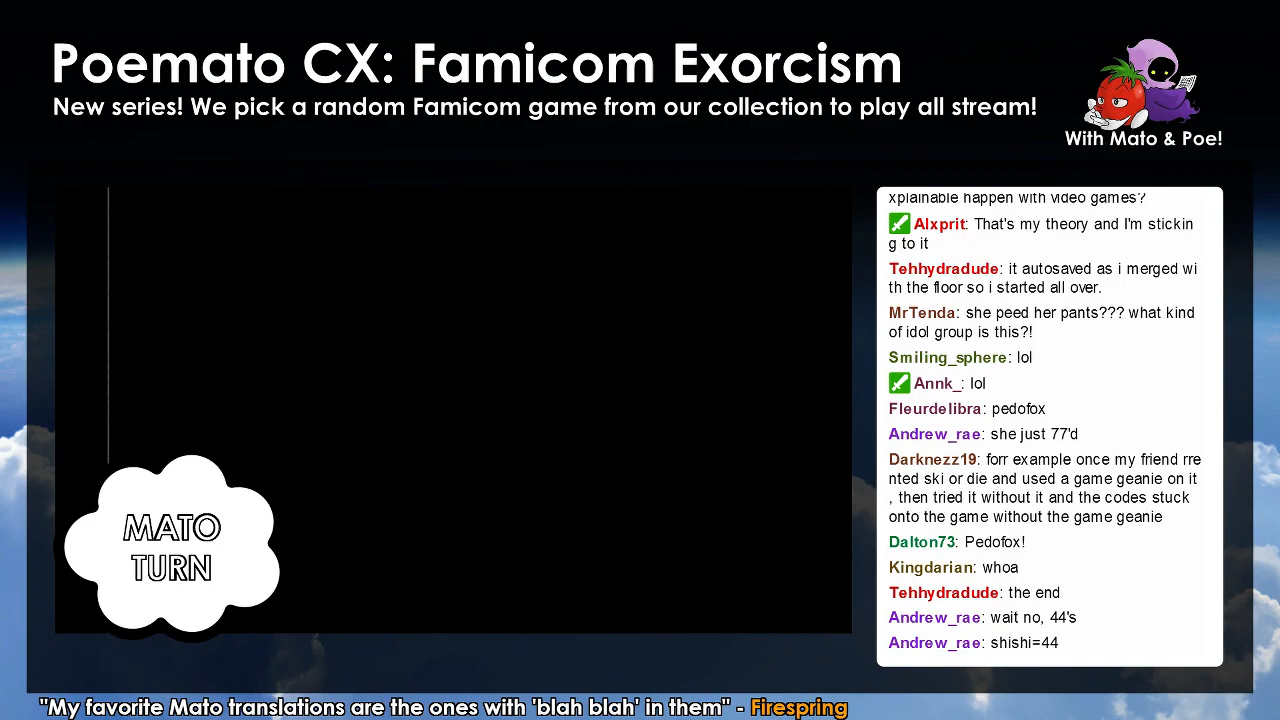 Poemato CX: Famicom Exorcism
New series! We pick a random Famicom game from our collection to play all stream!
With Mato & Poe!
xplainable happen with video games?
Alxprit: That's my theory and I'm stickin
g to it
Tehhydradude: it autosaved as i merged wi
th the floor so i started all over.
MrTenda: she peed her pants??? what kind
of idol group is this?!
Smiling_sphere: lol
Annk_: lol
Fleurdelibra: pedofox
Andrew_rae: she just 77'd
Darknezz19: forr example once my friend rre
nted ski or die and used a game geanie on it
, then tried it without it and the codes stuck
onto the game without the game geanie
Dalton73: Pedofox!
Kingdarian: whoa
Tehhydradude: the end
Andrew_rae: wait no, 44's
Andrew_rae: shishi=44
MATO
TURN
"My favorite Mato translations are the ones with 'blah blah' in them" - Firespring